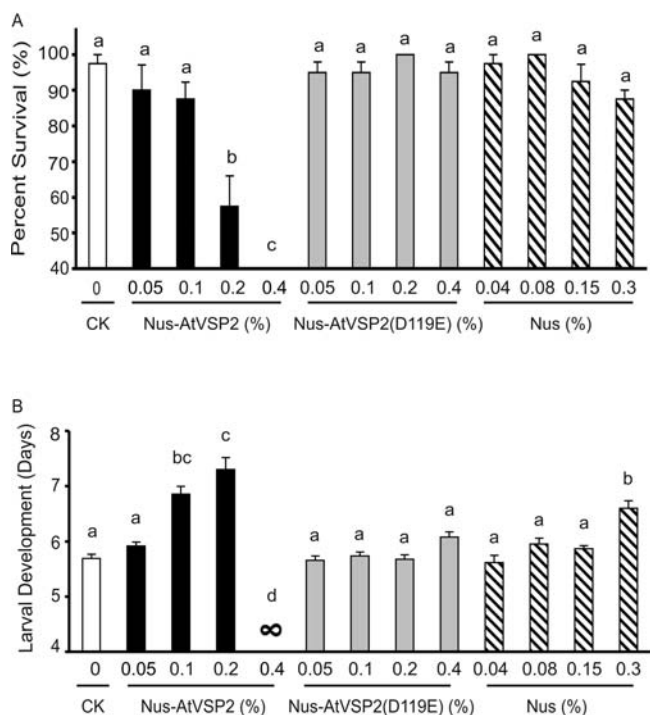 A
Percent Survival (%)
100
90
80
70
60
50
40
a
a
a
b
c
a
a
a
a
a
a
a
a
0
0.05
0.1
0.2
0.4
0.05
0.1
0.2
0.4
0.04
0.08
0.15
0.3
CK
Nus-AtVSP2 (%)
Nus-AtVSP2(D119E) (%)
Nus (%)
B
Larval Development (Days)
8
7
6
5
4
a
a
bc
c
d
∞
a
a
a
a
a
a
a
b
0
0.05
0.1
0.2
0.4
0.05
0.1
0.2
0.4
0.04
0.08
0.15
0.3
CK
Nus-AtVSP2 (%)
Nus-AtVSP2(D119E) (%)
Nus (%)